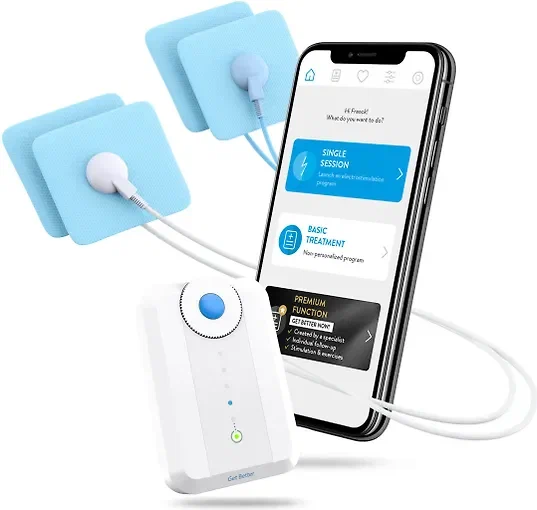 Hi Franck!
What do you want to do?
SINGLE
SESSION
Launch an electrostimulation
program
BASIC
TREATMENT
Non-personalized program
PREMIUM
FUNCTION
GET BETTER NOW!
Created by a specialist
Individual follow-up
Stimulation & exercises
Get Better